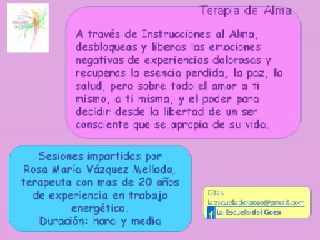 Terapia de Alma
A través de Instrucciones al Alma,
desbloqueas y liberas las emociones
negativas de experiencias dolorosas y
recuperas la esencia perdida, la paz, la
salud, pero sobre todo el amor a ti
mismo, a ti misma, y el poder para
decidir desde la libertad de un ser
consciente que se apropia de su vida.
Sesiones impartidas por
Rosa María Vázquez Mellado,
terapeuta con mas de 20 años
de experiencia en trabajo
energético.
Duración: hora y media
Citas
La Escuela del Gozo